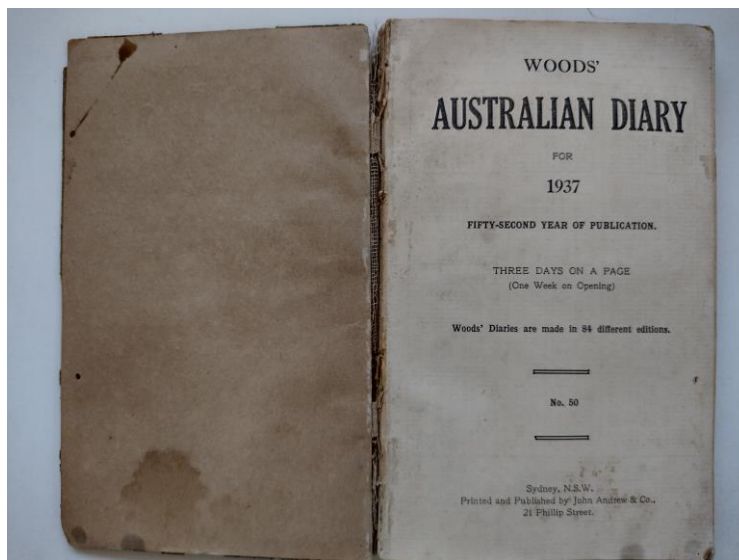 WOODS'
AUSTRALIAN DIARY
FOR
1937
FIFTY-SECOND YEAR OF PUBLICATION.
THREE DAYS ON A PAGE
(One Week on Opening)
Woods' Diaries are made in 84 different editions.
No. 50
Sydney, N.S.W.
Printed and Published by John Andrew & Co.,
21 Phillip Street.